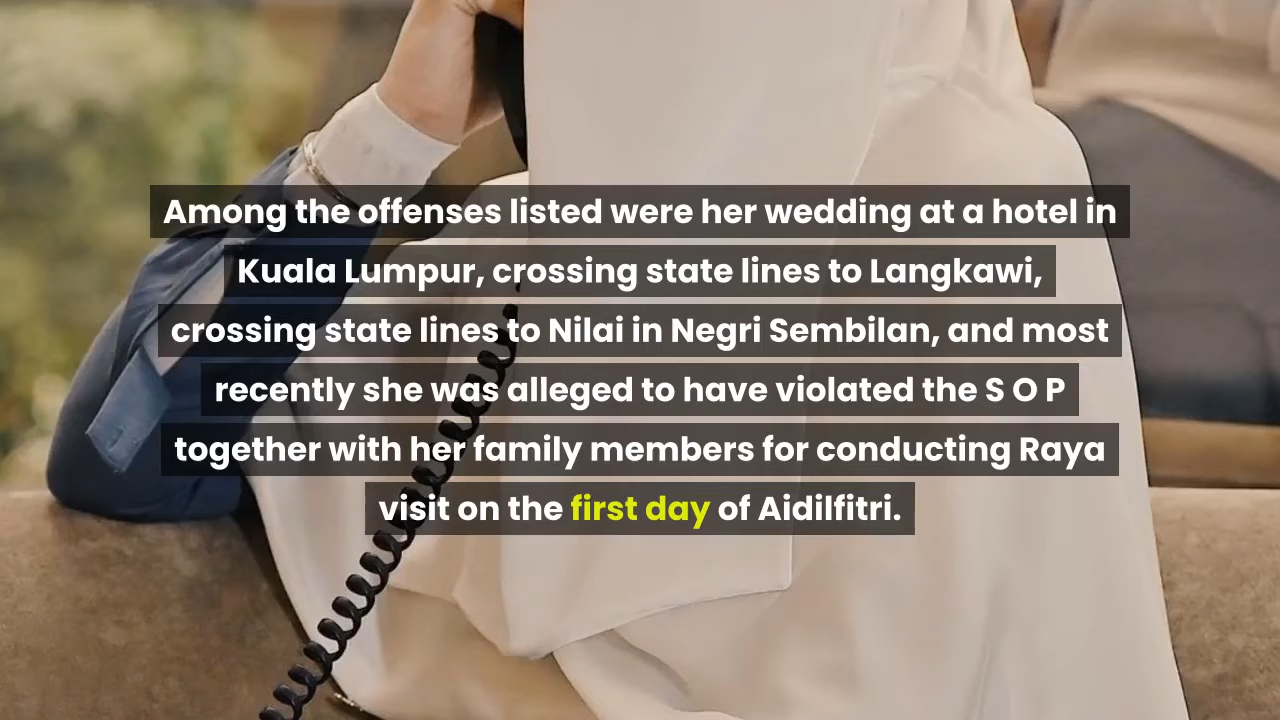 Among the offenses listed were her wedding at a hotel in
Kuala Lumpur, crossing state lines to Langkawi,
crossing state lines to Nilai in Negri Sembilan, and most
recently she was alleged to have violated the S O P
together with her family members for conducting Raya
visit on the first day of Aidilfitri.